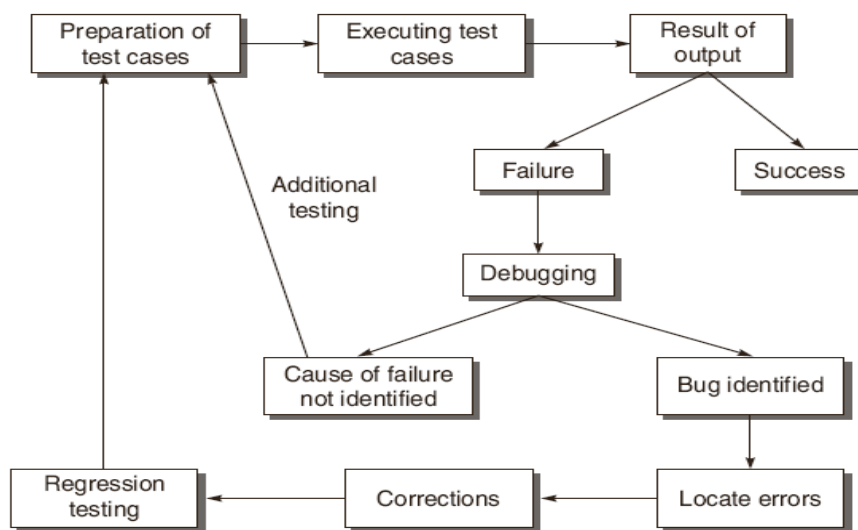 Preparation of
test cases
Executing test
cases
Result of
output
Failure
Success
Additional
testing
Debugging
Cause of failure
not identified
Bug identified
Regression
testing
Corrections
Locate errors